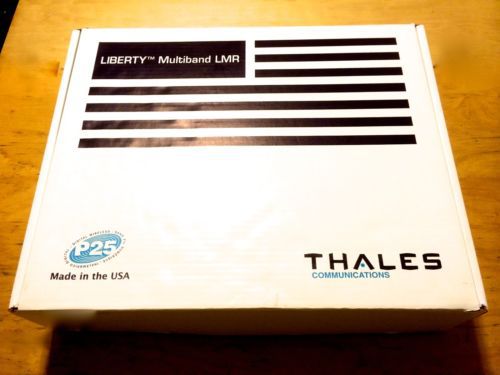 LIBERTY™ Multiband LMR
P25
Made in the USA
THALES
COMMUNICATIONS